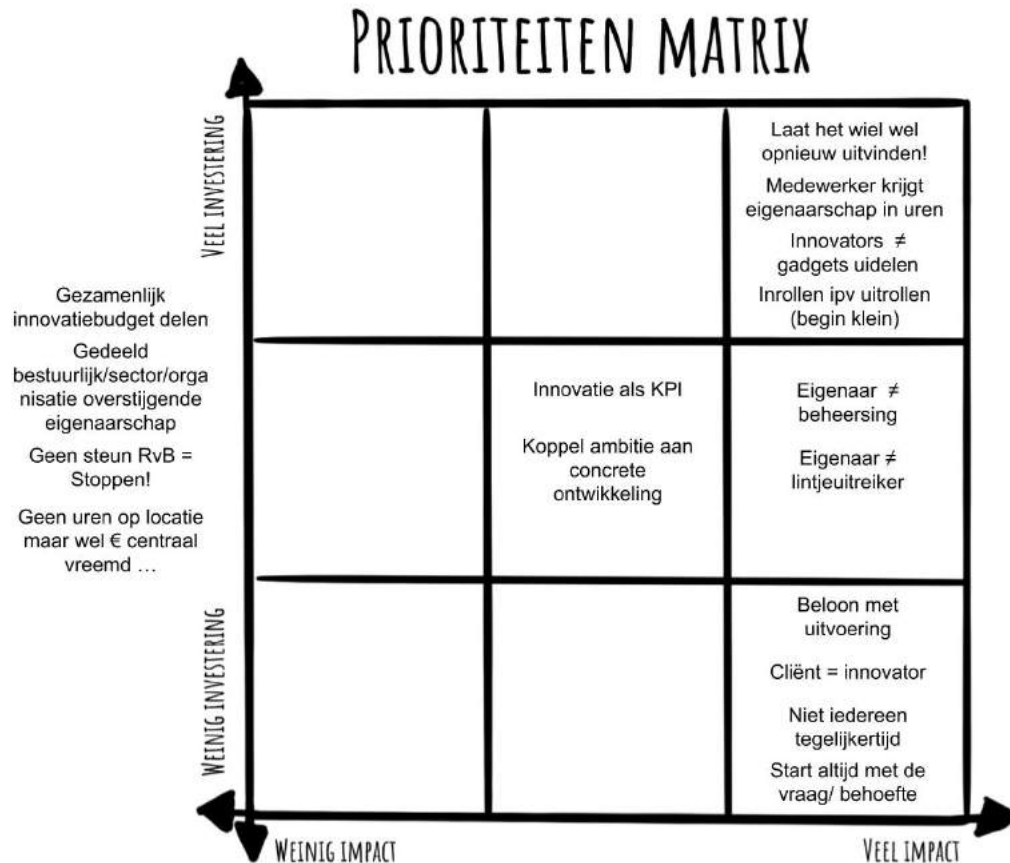 PRIORITEITEN MATRIX
VEEL INVESTERING
WEINIG INVESTERING
Gezamenlijk
innovatiebudget delen
Gedeeld
bestuurlijk/sector/orga
nisatie overstijgende
eigenaarschap
Geen steun RvB =
Stoppen!
Geen uren op locatie
maar wel € centraal
vreemd …
Laat het wiel wel
opnieuw uitvinden!
Medewerker krijgt
eigenaarschap in uren
Innovators ≠
gadgets uidelen
Inrollen ipv uitrollen
(begin klein)
Innovatie als KPI
Koppel ambitie aan
concrete
ontwikkeling
Eigenaar ≠
beheersing
Eigenaar ≠
lintjeuitreiker
Beloon met
uitvoering
Cliënt = innovator
Niet iedereen
tegelijkertijd
Start altijd met de
vraag/ behoefte
WEINIG IMPACT
VEEL IMPACT